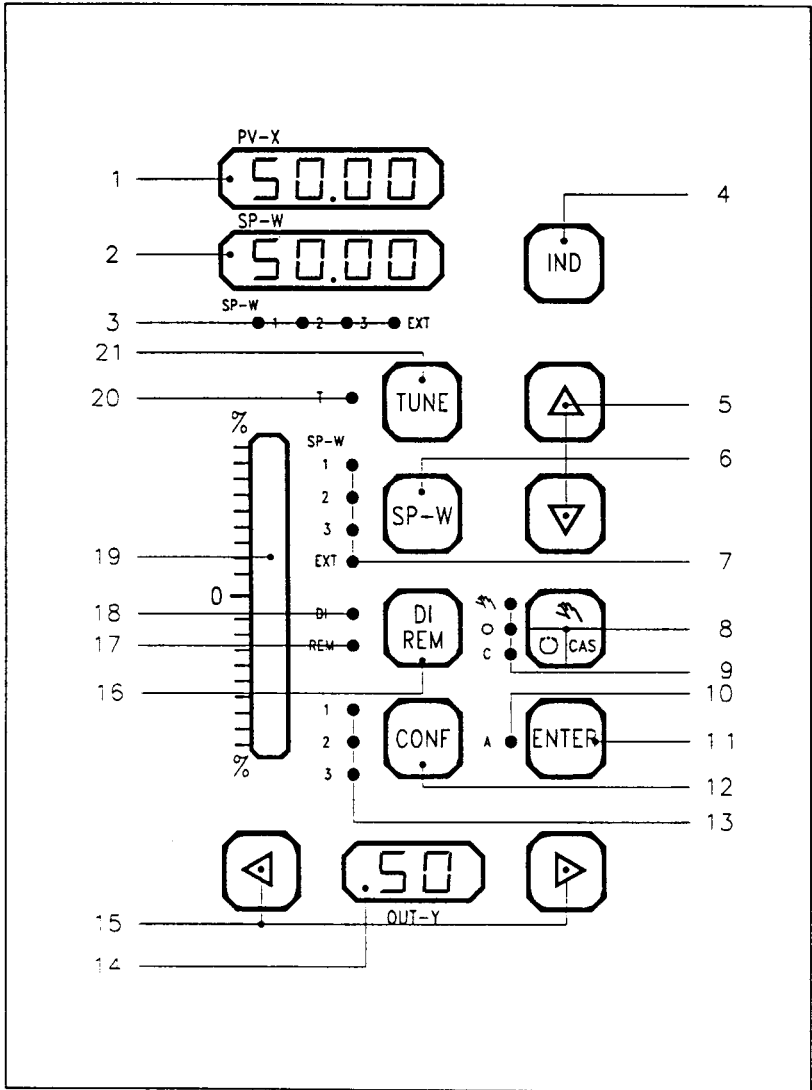 PV-X
1 50.00
SP-W
2 50.00
4
IND
SP-W
3 1 2 3 EXT
21
20 T TUNE 5
%
SP-W
1 6
2 SP-W
3
19 EXT 7
0
18 DI DI REM 8
17 REM O C CAS 9
16 10
1
2 CONF A ENTER 11
% 3 12
13
.50
15 OUT-Y
14